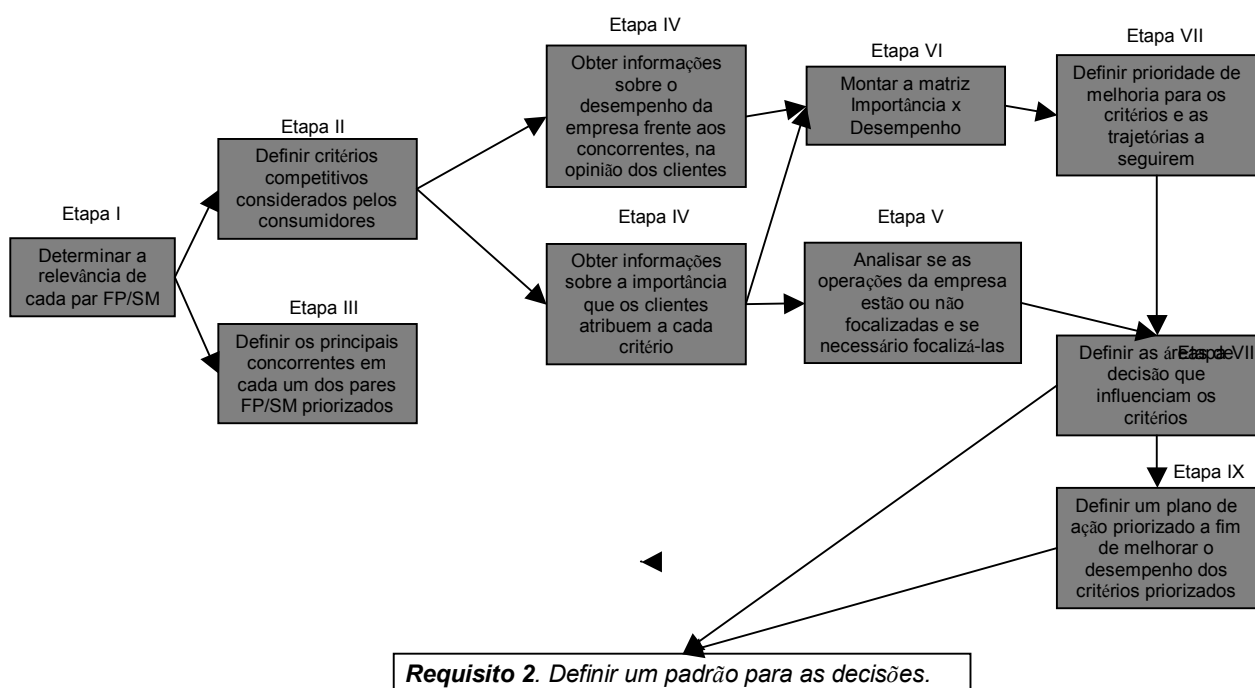 Etapa I
Determinar a
relevância de
cada par FP/SM
Etapa II
Definir critérios
competitivos
considerados pelos
consumidores
Etapa III
Definir os principais
concorrentes em
cada um dos pares
FP/SM priorizados
Etapa IV
Obter informações
sobre o
desempenho da
empresa frente aos
concorrentes, na
opinião dos clientes
Etapa IV
Obter informações
sobre a importância
que os clientes
atribuem a cada
critério
Etapa VI
Montar a matriz
Importância x
Desempenho
Etapa V
Analisar se as
operações da empresa
estão ou não
focalizadas e se
necessário focalizá-las
Etapa VII
Definir prioridade de
melhoria para os
critérios e as
trajetórias a
seguirem
Etapa VII
Definir as áreas de
decisão que
influenciam os
critérios
Etapa IX
Definir um plano de
ação priorizado a fim
de melhorar o
desempenho dos
critérios priorizados
Requisito 2. Definir um padrão para as decisões.